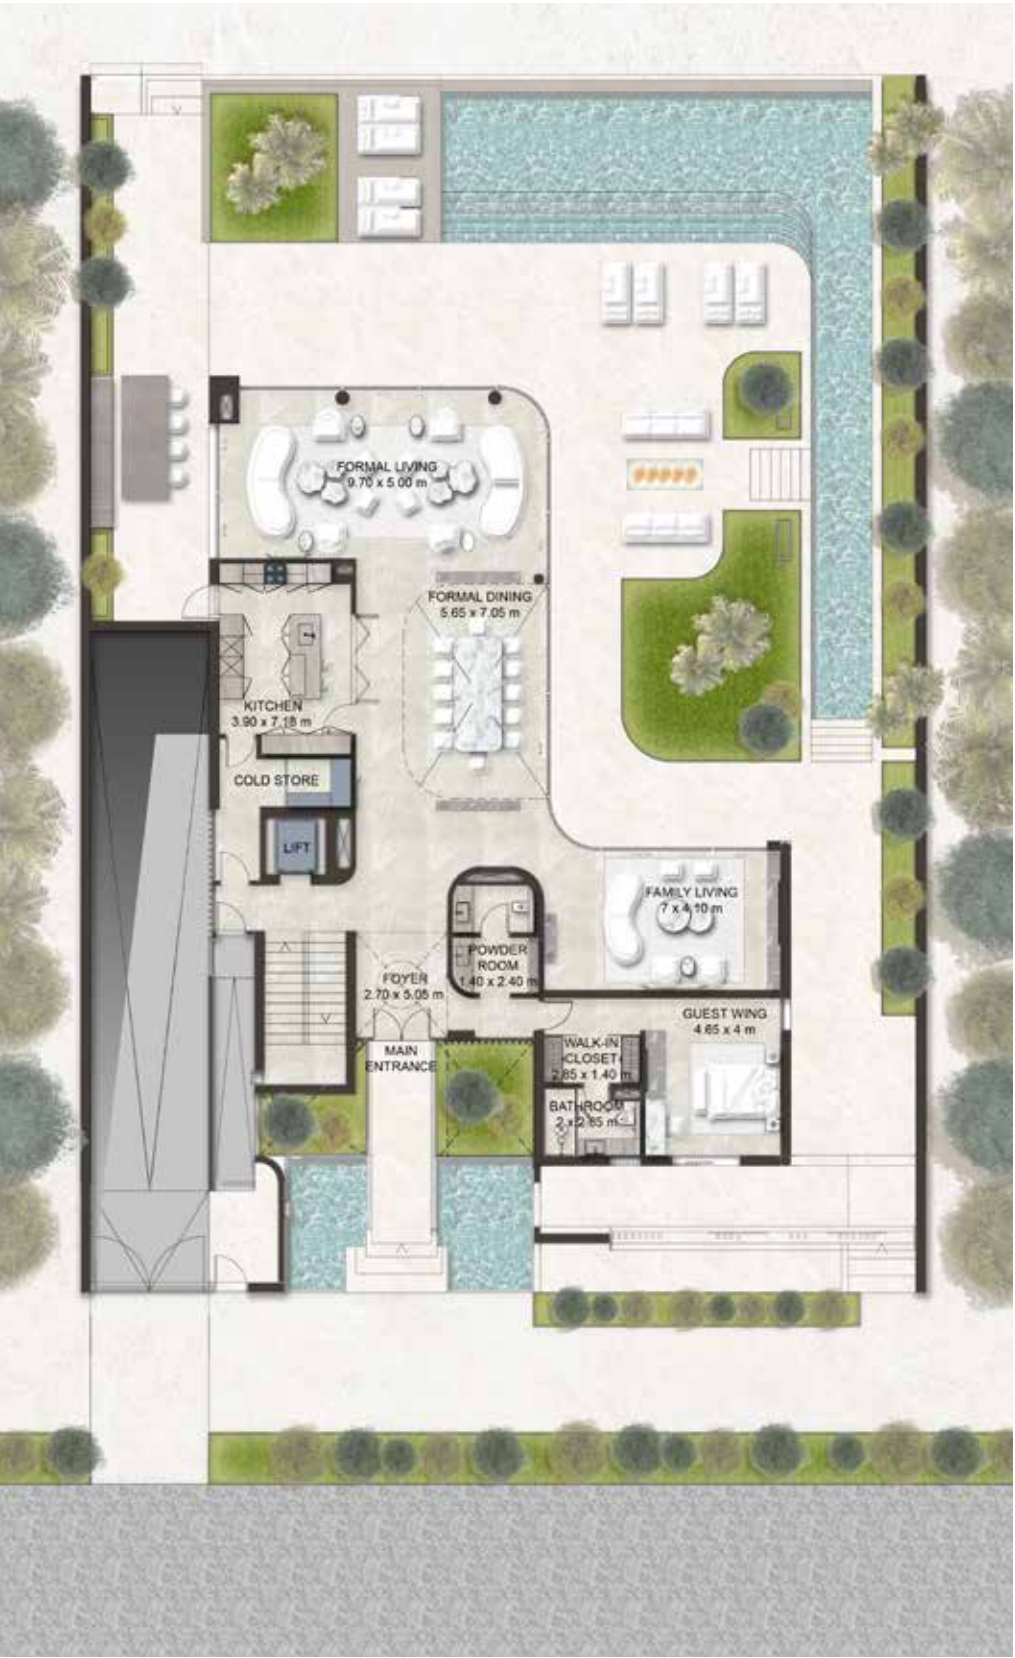 FORMAL LIVING
9.70 x 5.00 m
FORMAL DINING
5.65 x 7.05 m
KITCHEN
3.90 x 7.18 m
COLD STORE
LIFT
FAMILY LIVING
7 x 4.10 m
POWDER
ROOM
1.40 x 2.40 m
FOYER
2.70 x 5.05 m
GUEST WING
4.65 x 4 m
MAIN
ENTRANCE
WALK-IN
CLOSET
2.85 x 1.40 m
BATHROOM
2 x 2.85 m